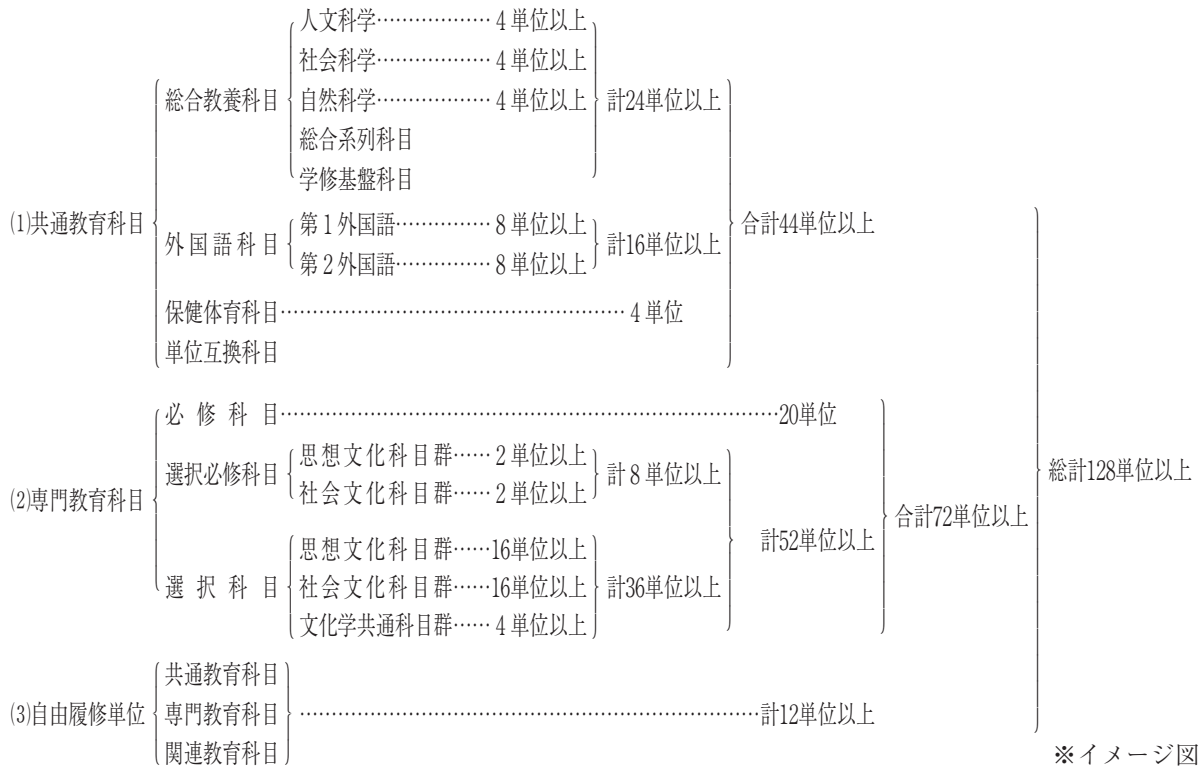 人文科学……………… 4 単位以上
社会科学……………… 4 単位以上
総合教養科目 自然科学……………… 4 単位以上 計24単位以上
総合系列科目
学修基盤科目
⑴共通教育科目 合計44単位以上
外国語科目 第1外国語…………… 8 単位以上 計16単位以上
第2外国語…………… 8 単位以上
保健体育科目……………………………………………… 4 単位
単位互換科目
必修科目………………………………………………………………………20単位
選択必修科目 思想文化科目群…… 2 単位以上 計 8 単位以上
社会文化科目群…… 2 単位以上
⑵専門教育科目 合計72単位以上 総計128単位以上
計52単位以上
思想文化科目群……16単位以上
選択科目 社会文化科目群……16単位以上 計36単位以上
文化学共通科目群…… 4 単位以上
共通教育科目
⑶自由履修単位 専門教育科目 ………………………………………………………………計12単位以上
関連教育科目
※イメージ図